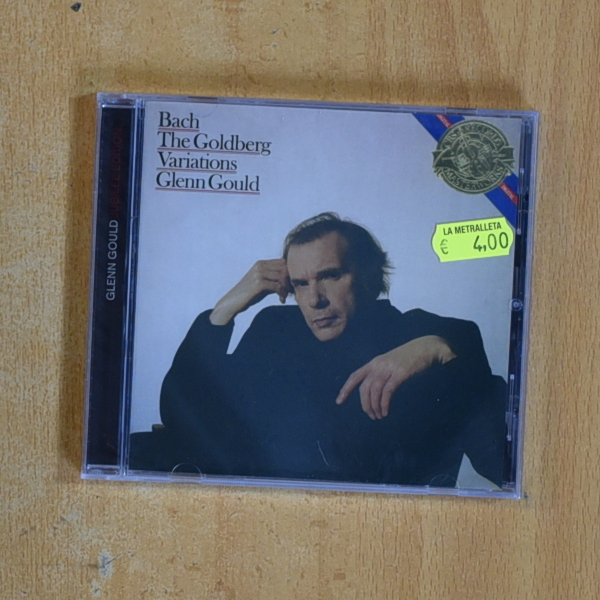 Bach
The Goldberg
Variations
Glenn Gould
LA METRALLETA
€ 4,00
GLENN GOULD